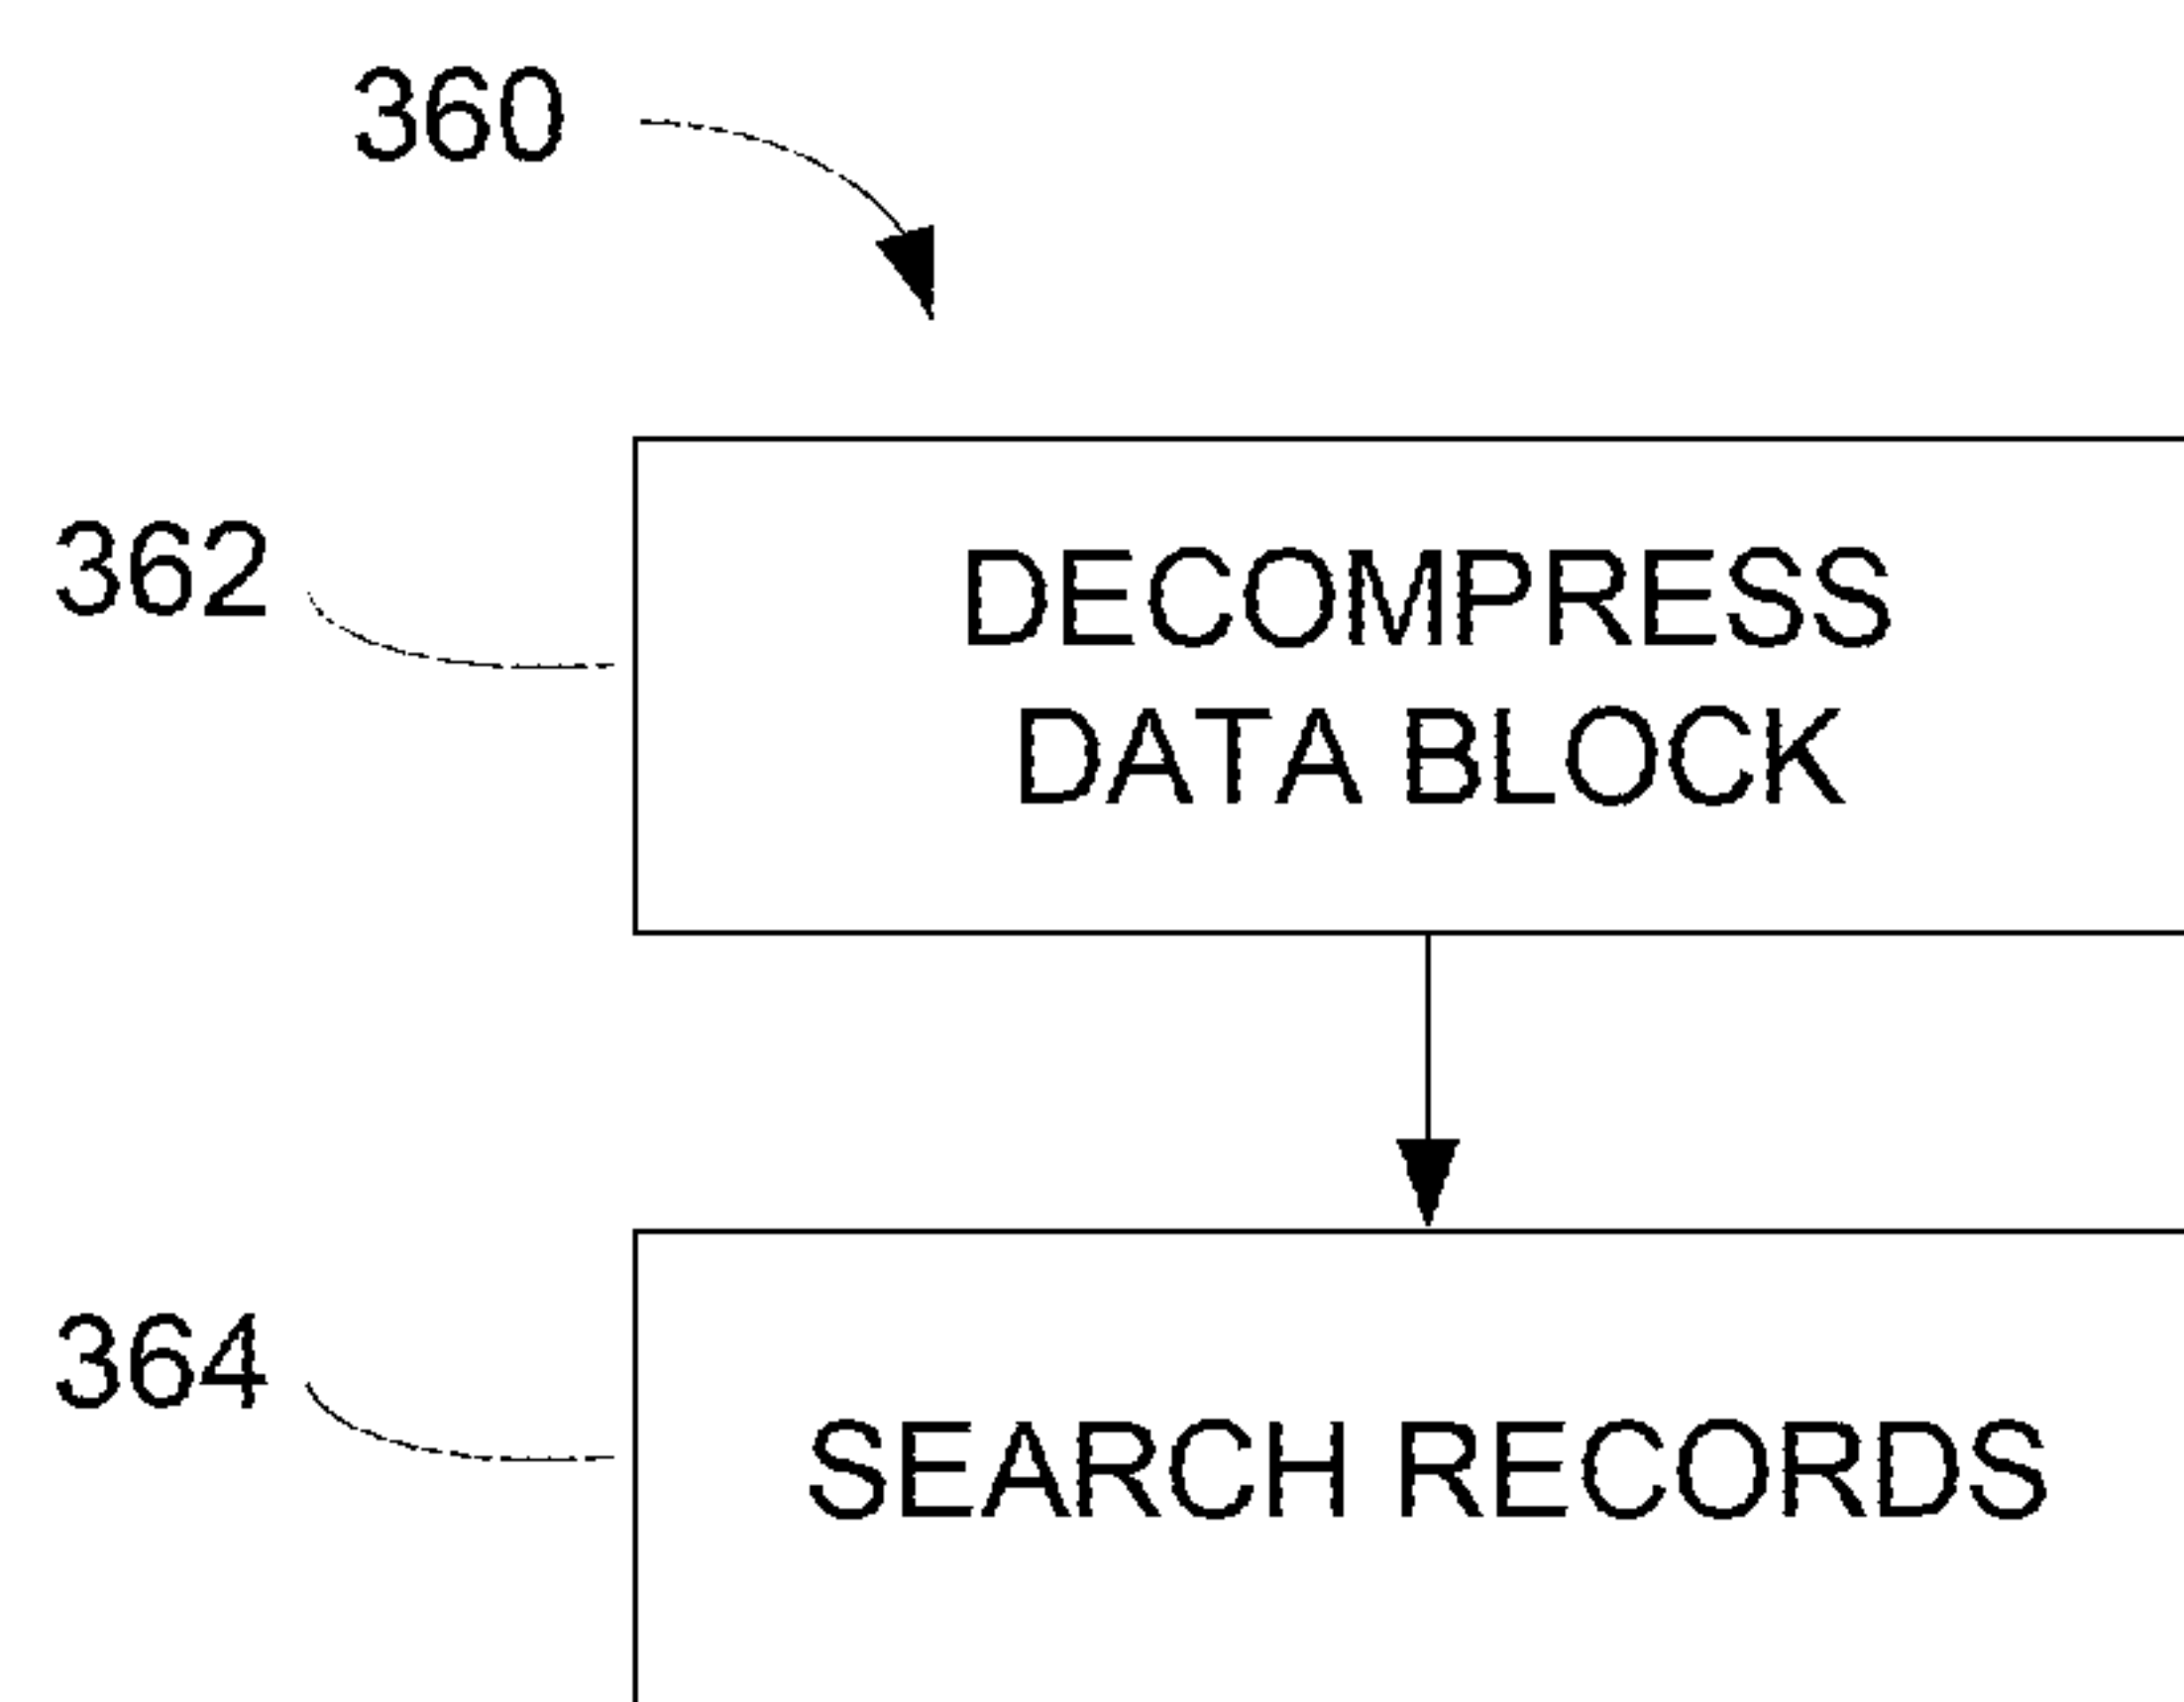 360
362
DECOMPRESS
DATA BLOCK
364
SEARCH RECORDS